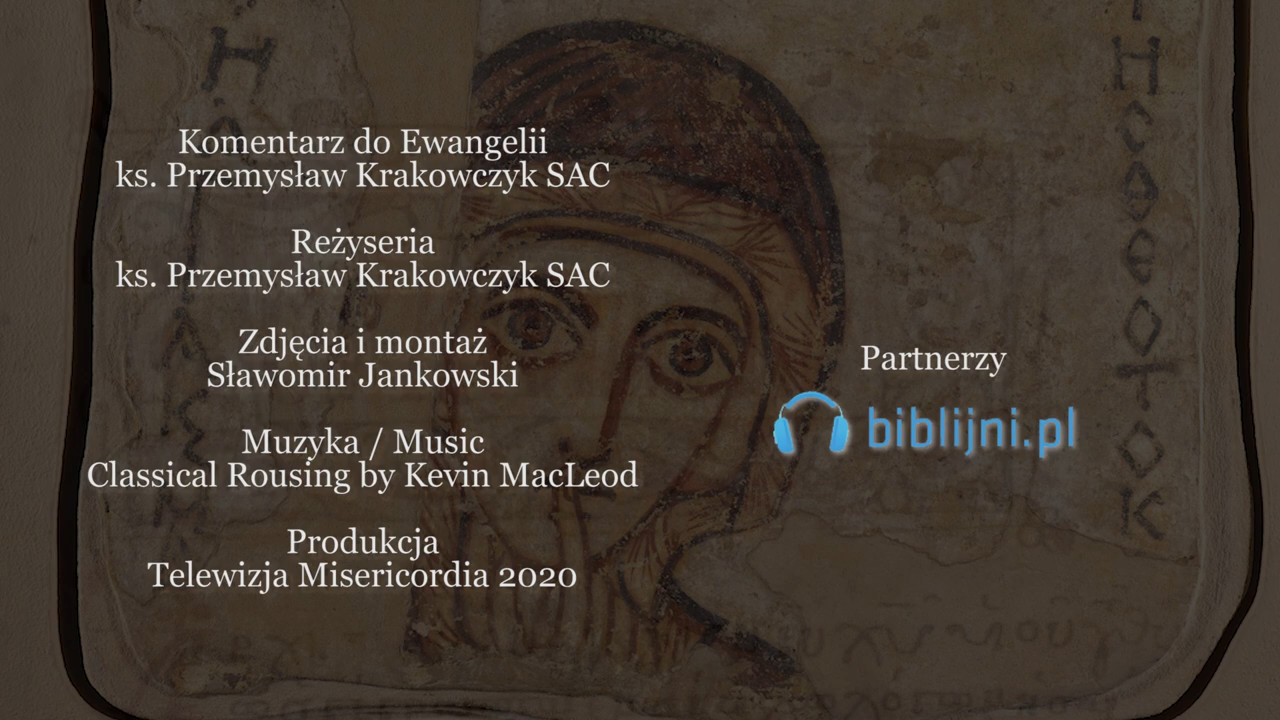 Komentarz do Ewangelii
ks. Przemysław Krakowczyk SAC
Reżyseria
ks. Przemysław Krakowczyk SAC
Zdjęcia i montaż
Sławomir Jankowski
Muzyka / Music
Classical Rousing by Kevin MacLeod
Produkcja
Telewizja Misericordia 2020
Partnerzy
biblijni.pl